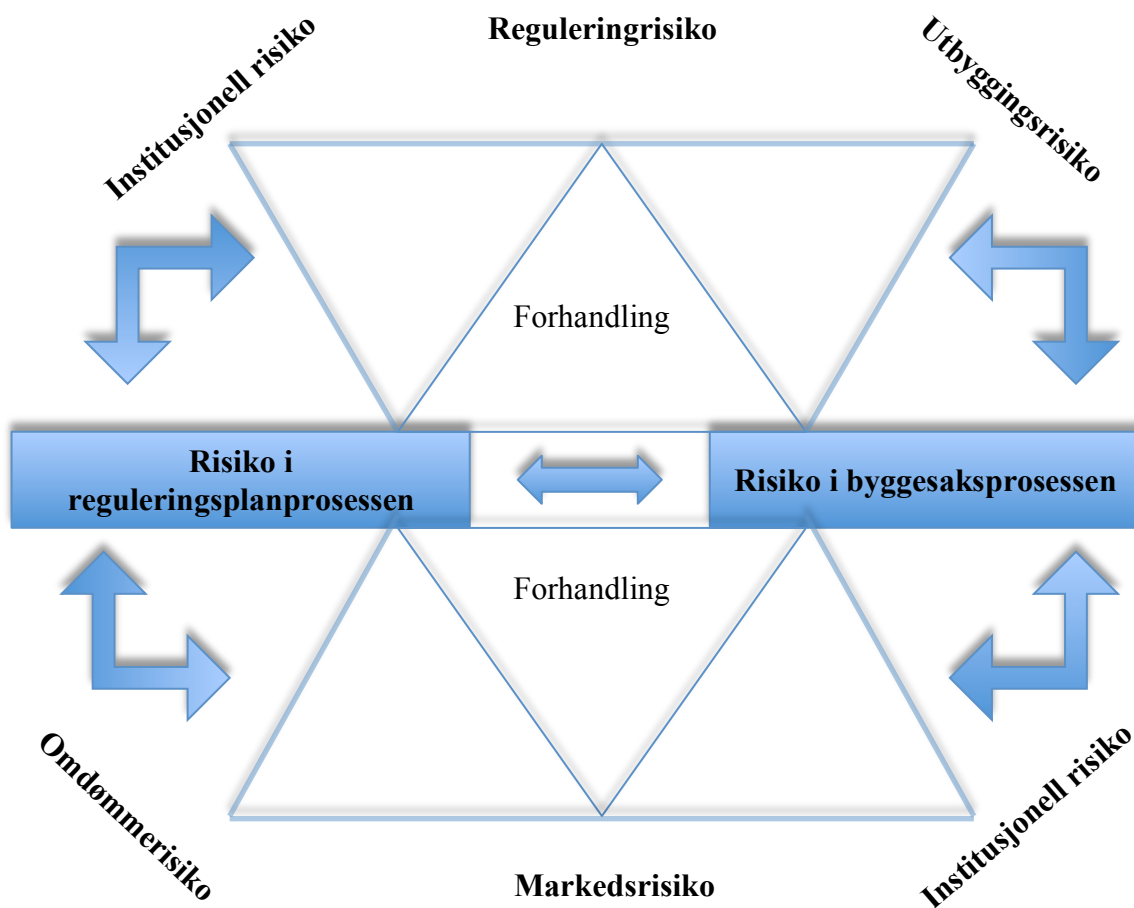 Reguleringrisiko
Institusjonell risiko
Utbyggingsrisiko
Forhandling
Risiko i
reguleringsplanprosessen
Risiko i byggesaksprosessen
Forhandling
Omdømmerisiko
Institusjonell risiko
Markedsrisiko